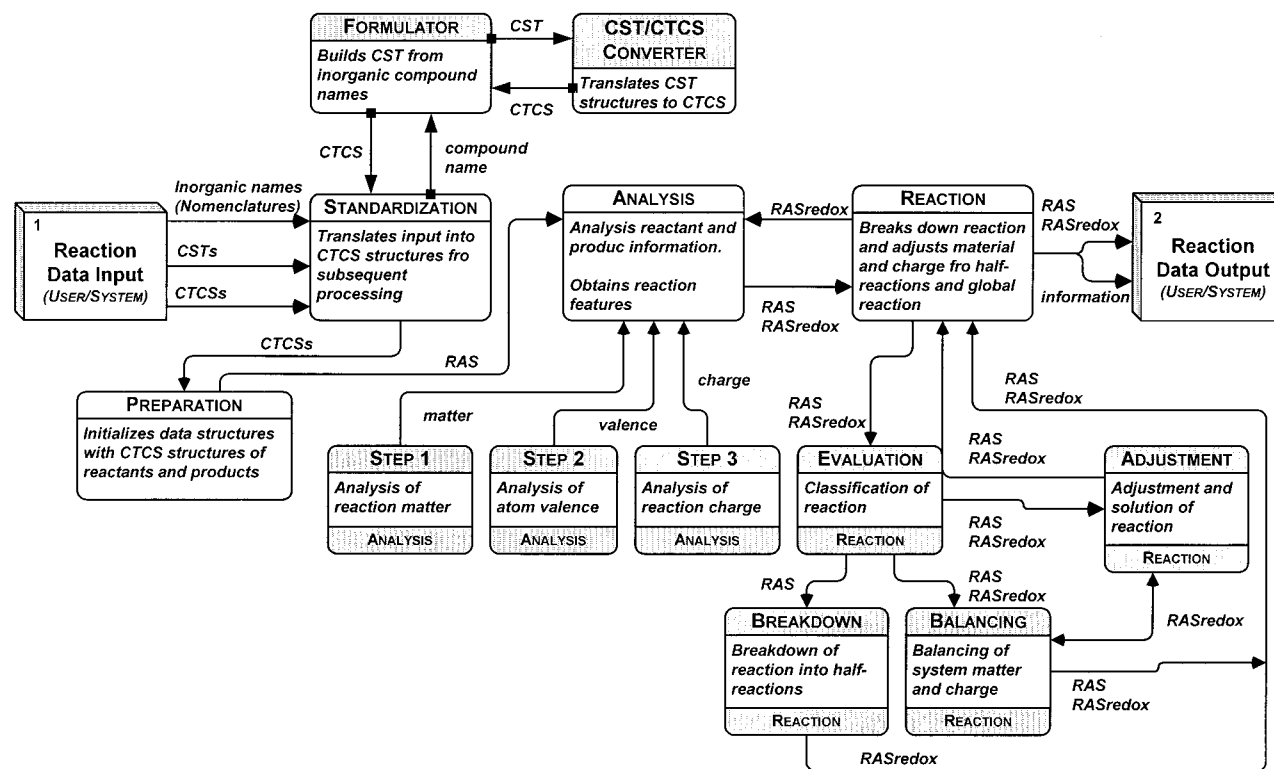 FORMULATOR
Builds CST from
inorganic compound
names
CST
CTCS
CST/CTCS
CONVERTER
Translates CST
structures to CTCS
CTCS
compound
name
1
Reaction
Data Input
(USER/SYSTEM)
Inorganic names
(Nomenclatures)
CSTs
CTCSs
STANDARDIZATION
Translates input into
CTCS structures fro
subsequent
processing
ANALYSIS
Analysis reactant and
produc information.
Obtains reaction
features
RASredox
RAS
RASredox
REACTION
Breaks down reaction
and adjusts material
and charge fro half-
reactions and global
reaction
RAS
RASredox
information
2
Reaction
Data Output
(USER/SYSTEM)
CTCSs
RAS
PREPARATION
Initializes data structures
with CTCS structures of
reactants and products
matter
valence
charge
STEP 1
Analysis of
reaction matter
ANALYSIS
STEP 2
Analysis of
atom valence
ANALYSIS
STEP 3
Analysis of
reaction charge
ANALYSIS
RAS
RASredox
EVALUATION
Classification of
reaction
REACTION
RAS
RASredox
RAS
RASredox
RAS
RASredox
ADJUSTMENT
Adjustment and
solution of
reaction
REACTION
RAS
RAS
RASredox
BREAKDOWN
Breakdown of
reaction into half-
reactions
REACTION
BALANCING
Balancing of
system matter
and charge
REACTION
RASredox
RAS
RASredox
RASredox